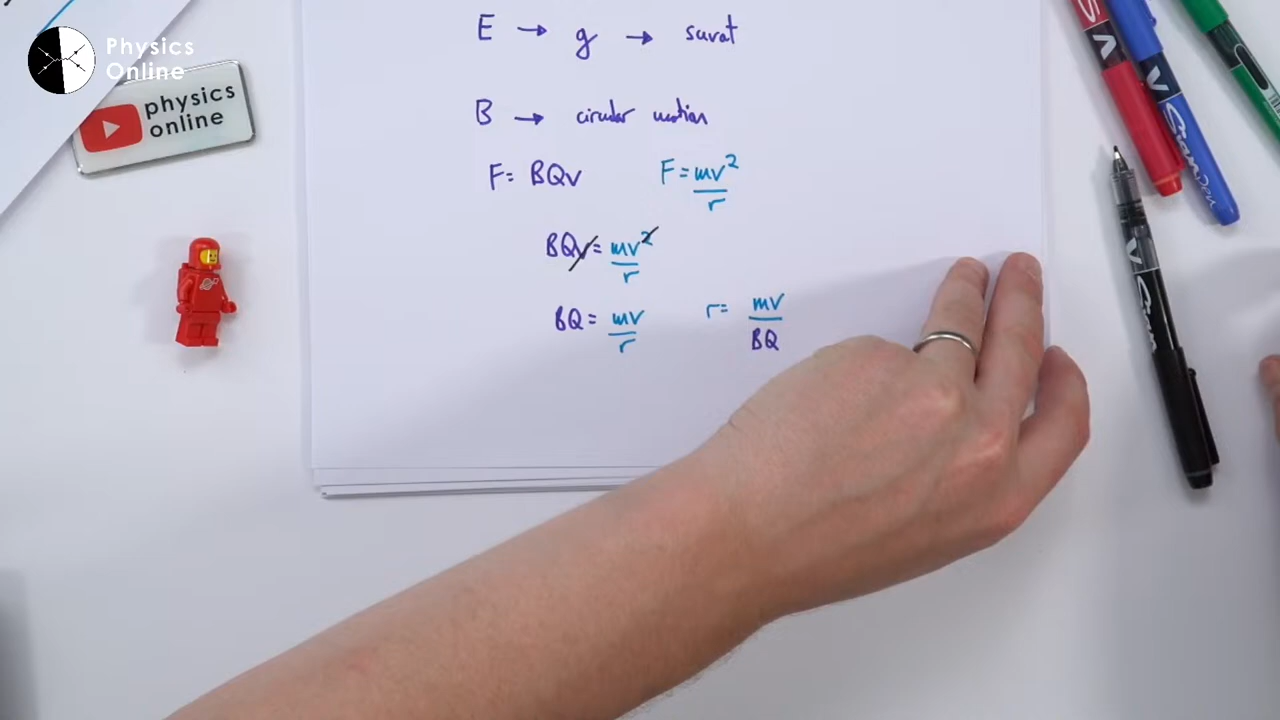 Physics
Online
physics
online
E → g → suvat
B → circular motion
F= BQv F= mv²/r
BQv= mv²/r
BQ= mv/r r= mv/BQ